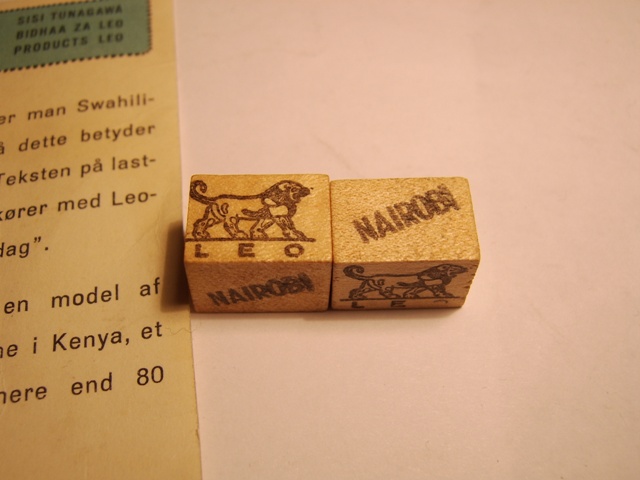 SISI TUNAGAWA
BIDHAA ZA LEO
PRODUCTS LEO
er man Swahili-
å dette betyder
Teksten på last-
kører med Leo-
dag”.
en model af
ne i Kenya, et
here end 80
LEO
NAIROBI
NAIROBI
LEO